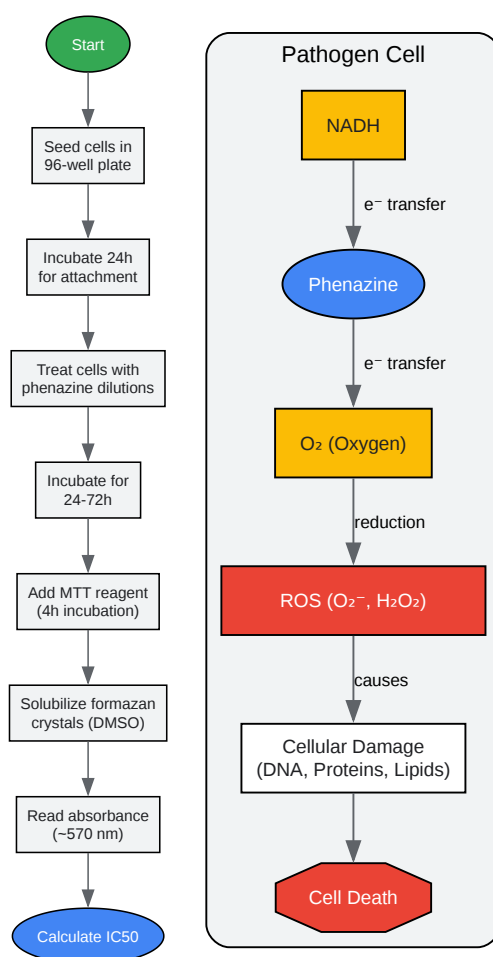 Start
Seed cells in
96-well plate
Incubate 24h
for attachment
Treat cells with
phenazine dilutions
Incubate for
24-72h
Add MTT reagent
(4h incubation)
Solubilize formazan
crystals (DMSO)
Read absorbance
(~570 nm)
Calculate IC50
Pathogen Cell
NADH
e⁻ transfer
Phenazine
e⁻ transfer
O₂ (Oxygen)
reduction
ROS (O₂⁻, H₂O₂)
causes
Cellular Damage
(DNA, Proteins, Lipids)
Cell Death